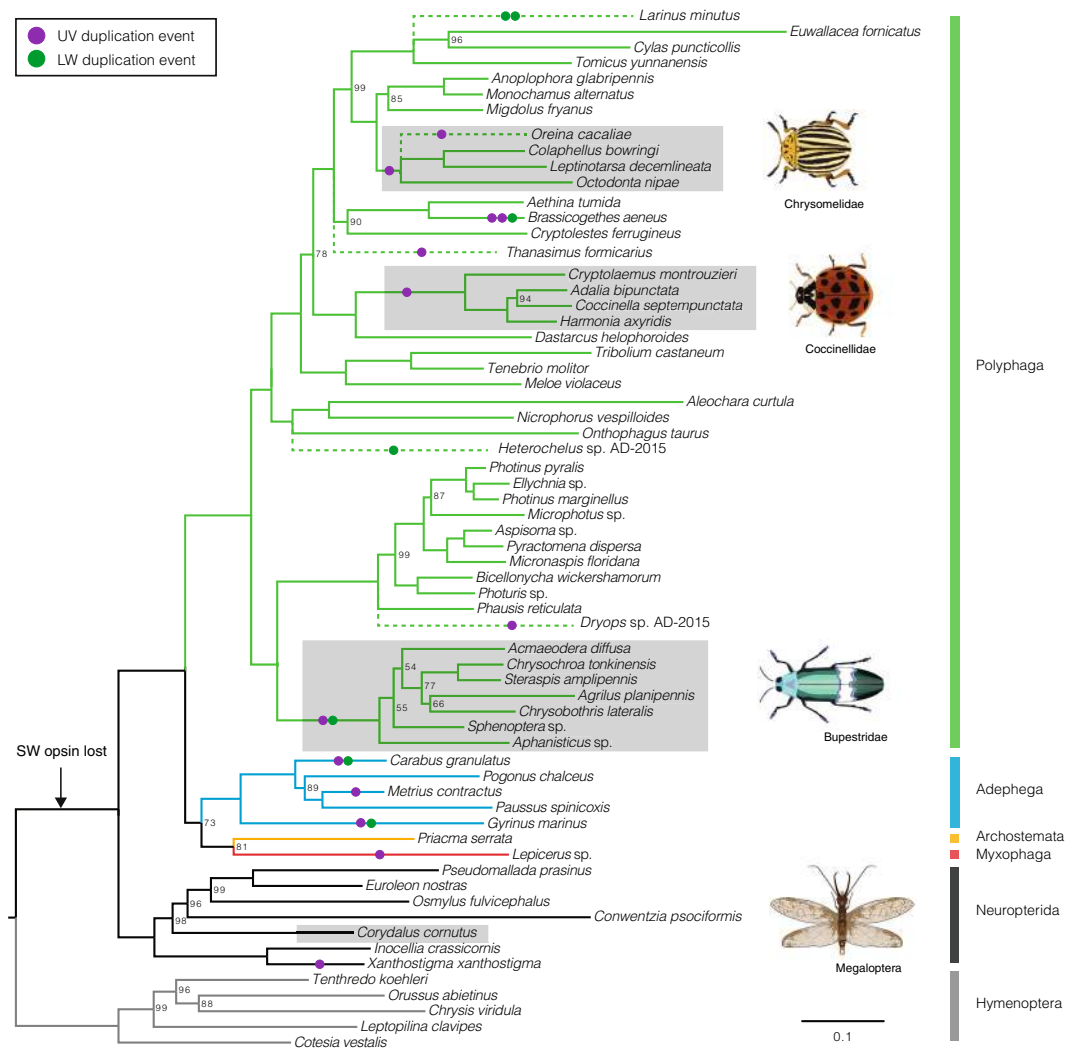 UV duplication event
LW duplication event
Larinus minutus
Euwallacea fornicatus
96
Cylas puncticollis
Tomicus yunnanensis
99
Anoplophora glabripennis
85
Monochamus alternatus
Migdolus fryanus
Oreina cacaliae
Colaphellus bowringi
Leptinotarsa decemlineata
Octodonta nipae
Chrysomelidae
Aethina tumida
Brassicogethes aeneus
90
Cryptolestes ferrugineus
78
Thanasimus formicarius
Cryptolaemus montrouzieri
Adalia bipunctata
94
Coccinella septempunctata
Harmonia axyridis
Dastarcus helophoroides
Coccinellidae
Tribolium castaneum
Tenebrio molitor
Meloe violaceus
Polyphaga
Aleochara curtula
Nicrophorus vespilloides
Onthophagus taurus
Heterochelus sp. AD-2015
Photinus pyralis
Ellychnia sp.
87
Photinus marginellus
Microphotus sp.
Aspisoma sp.
Pyractomena dispersa
99
Micronaspis floridana
Bicellonycha wickershamorum
Photuris sp.
Phausis reticulata
Dryops sp. AD-2015
Acmaeodera diffusa
54
Chrysochroa tonkinensis
Steraspis amplipennis
77
Agrilus planipennis
66
55
Chrysobothris lateralis
Sphenoptera sp.
Aphanisticus sp.
Bupestridae
SW opsin lost
Carabus granulatus
Pogonus chalceus
89
Metrius contractus
Paussus spinicoxis
73
Gyrinus marinus
Adephega
Priacma serrata
81
Lepicerus sp.
Archostemata
Myxophaga
Pseudomallada prasinus
99
Euroleon nostras
96
Osmylus fulvicephalus
98
Conwentzia psociformis
Corydalus cornutus
Inocellia crassicornis
Xanthostigma xanthostigma
Megaloptera
Neuropterida
Tenthredo koehleri
96
Orussus abietinus
88
99
Chrysis viridula
Leptopilina clavipes
Cotesia vestalis
Hymenoptera
0.1